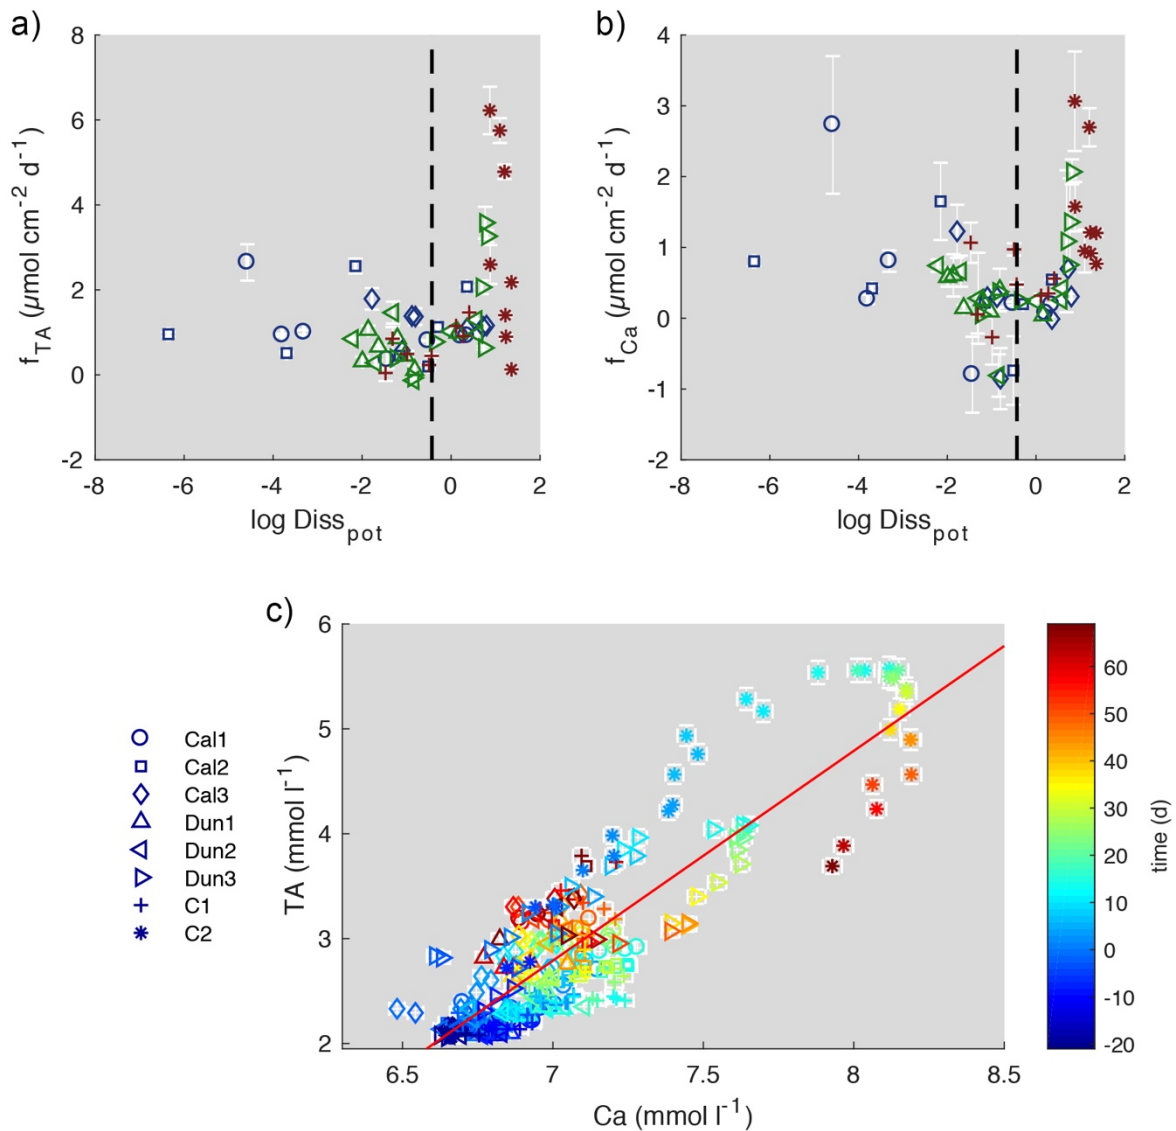 a)
8
6
4
2
0
-2
f_TA (μmol cm^-2 d^-1)
-8 -6 -4 -2 0 2
log Diss_pot
b)
4
3
2
1
0
-1
-2
f_Ca (μmol cm^-2 d^-1)
-8 -6 -4 -2 0 2
log Diss_pot
c)
6
5
4
3
2
TA (mmol l^-1)
6.5 7 7.5 8 8.5
Ca (mmol l^-1)
Cal1
Cal2
Cal3
Dun1
Dun2
Dun3
C1
C2
60
50
40
30
20
10
0
-10
-20
time (d)